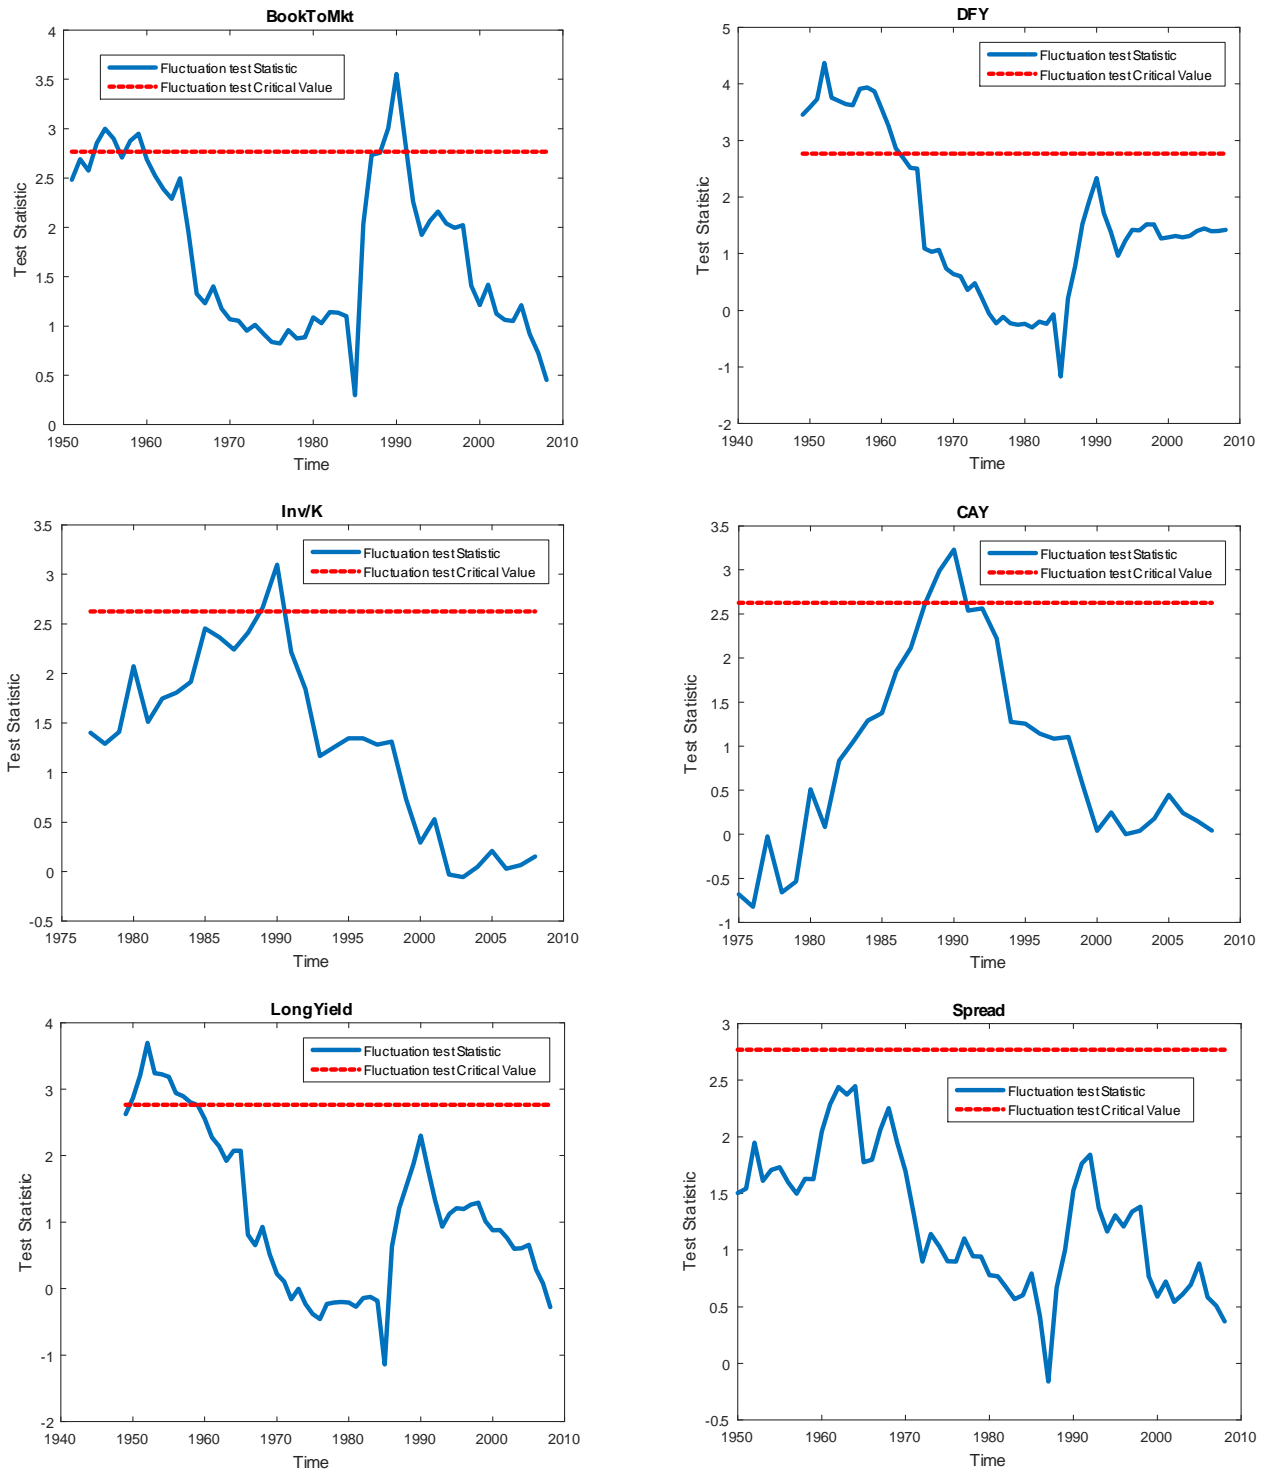 BookToMkt
4
3.5
3
2.5
2
1.5
1
0.5
0
Test Statistic
Fluctuation test Statistic
Fluctuation test Critical Value
1950 1960 1970 1980 1990 2000 2010
Time
DFY
5
4
3
2
1
0
-1
-2
Test Statistic
Fluctuation test Statistic
Fluctuation test Critical Value
1940 1950 1960 1970 1980 1990 2000 2010
Time
Inv/K
3.5
3
2.5
2
1.5
1
0.5
0
-0.5
Test Statistic
Fluctuation test Statistic
Fluctuation test Critical Value
1975 1980 1985 1990 1995 2000 2005 2010
Time
CAY
3.5
3
2.5
2
1.5
1
0.5
0
-0.5
-1
Test Statistic
Fluctuation test Statistic
Fluctuation test Critical Value
1975 1980 1985 1990 1995 2000 2005 2010
Time
LongYield
4
3
2
1
0
-1
-2
Test Statistic
Fluctuation test Statistic
Fluctuation test Critical Value
1940 1950 1960 1970 1980 1990 2000 2010
Time
Spread
3
2.5
2
1.5
1
0.5
0
-0.5
Test Statistic
Fluctuation test Statistic
Fluctuation test Critical Value
1950 1960 1970 1980 1990 2000 2010
Time